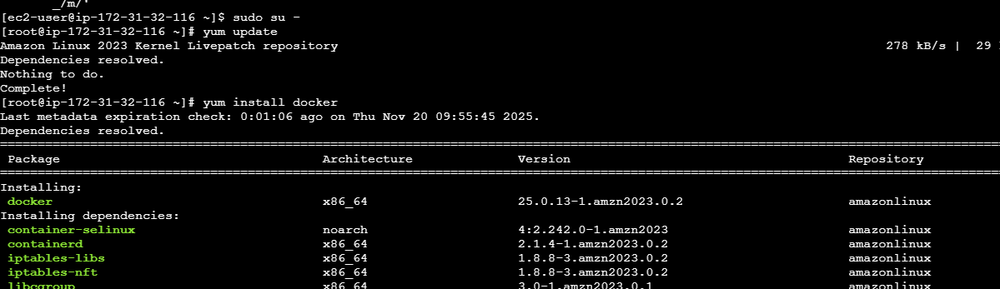 _/m/'
[ec2-user@ip-172-31-32-116 ~]$ sudo su -
[root@ip-172-31-32-116 ~]# yum update
Amazon Linux 2023 Kernel Livepatch repository 278 kB/s | 29
Dependencies resolved.
Nothing to do.
Complete!
[root@ip-172-31-32-116 ~]# yum install docker
Last metadata expiration check: 0:01:06 ago on Thu Nov 20 09:55:45 2025.
Dependencies resolved.
Package Architecture Version Repository
Installing:
docker x86_64 25.0.13-1.amzn2023.0.2 amazonlinux
Installing dependencies:
container-selinux noarch 4:2.242.0-1.amzn2023 amazonlinux
containerd x86_64 2.1.4-1.amzn2023.0.2 amazonlinux
iptables-libs x86_64 1.8.8-3.amzn2023.0.2 amazonlinux
iptables-nft x86_64 1.8.8-3.amzn2023.0.2 amazonlinux
libcgroup x86_64 3.0-1.amzn2023.0.1 amazonlinux